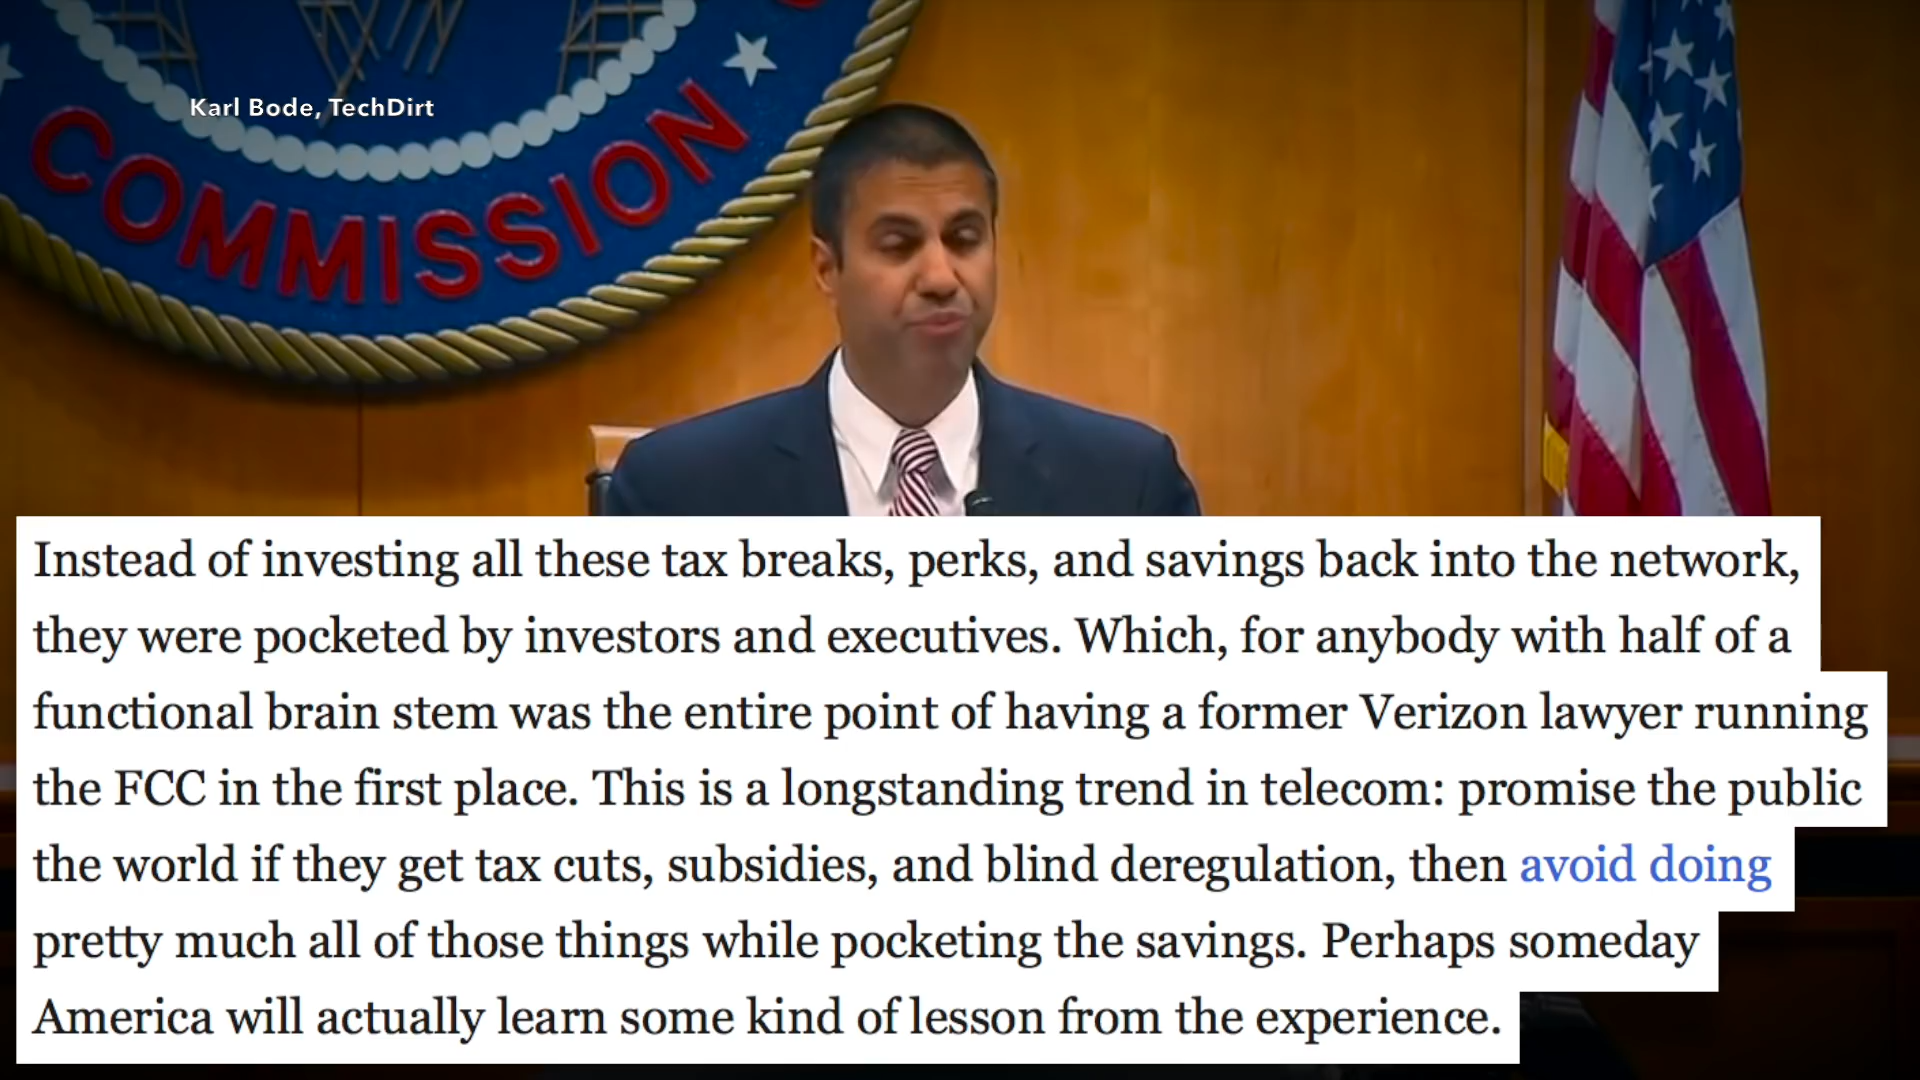 Karl Bode, TechDirt
COMMISSION
Instead of investing all these tax breaks, perks, and savings back into the network,
they were pocketed by investors and executives. Which, for anybody with half of a
functional brain stem was the entire point of having a former Verizon lawyer running
the FCC in the first place. This is a longstanding trend in telecom: promise the public
the world if they get tax cuts, subsidies, and blind deregulation, then avoid doing
pretty much all of those things while pocketing the savings. Perhaps someday
America will actually learn some kind of lesson from the experience.